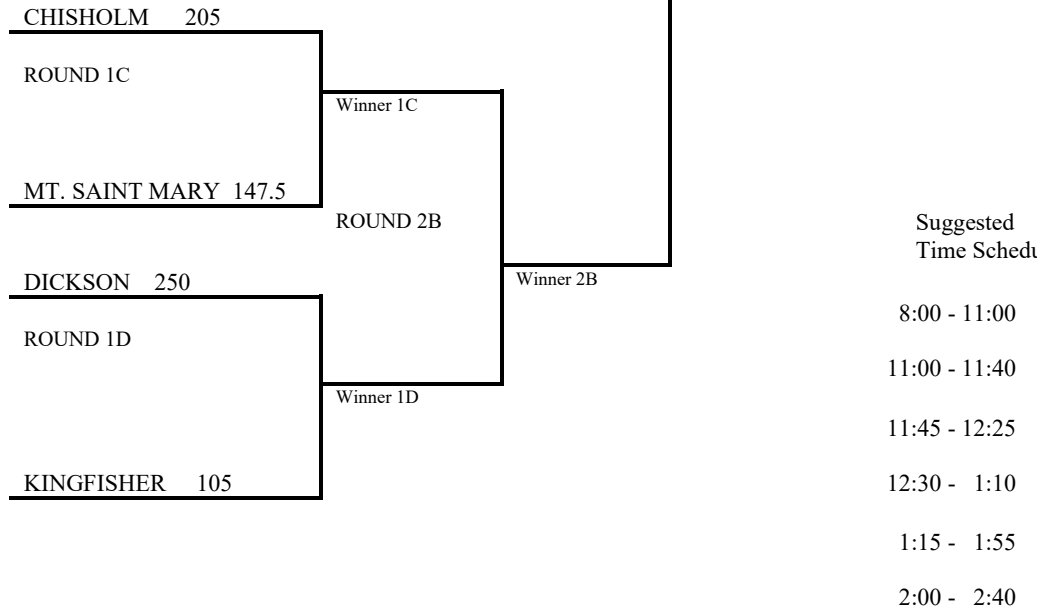 CHISHOLM 205
ROUND 1C
Winner 1C
MT. SAINT MARY 147.5
ROUND 2B
DICKSON 250
Winner 2B
ROUND 1D
Winner 1D
KINGFISHER 105
Suggested
Time Schedu
8:00 - 11:00
11:00 - 11:40
11:45 - 12:25
12:30 - 1:10
1:15 - 1:55
2:00 - 2:40